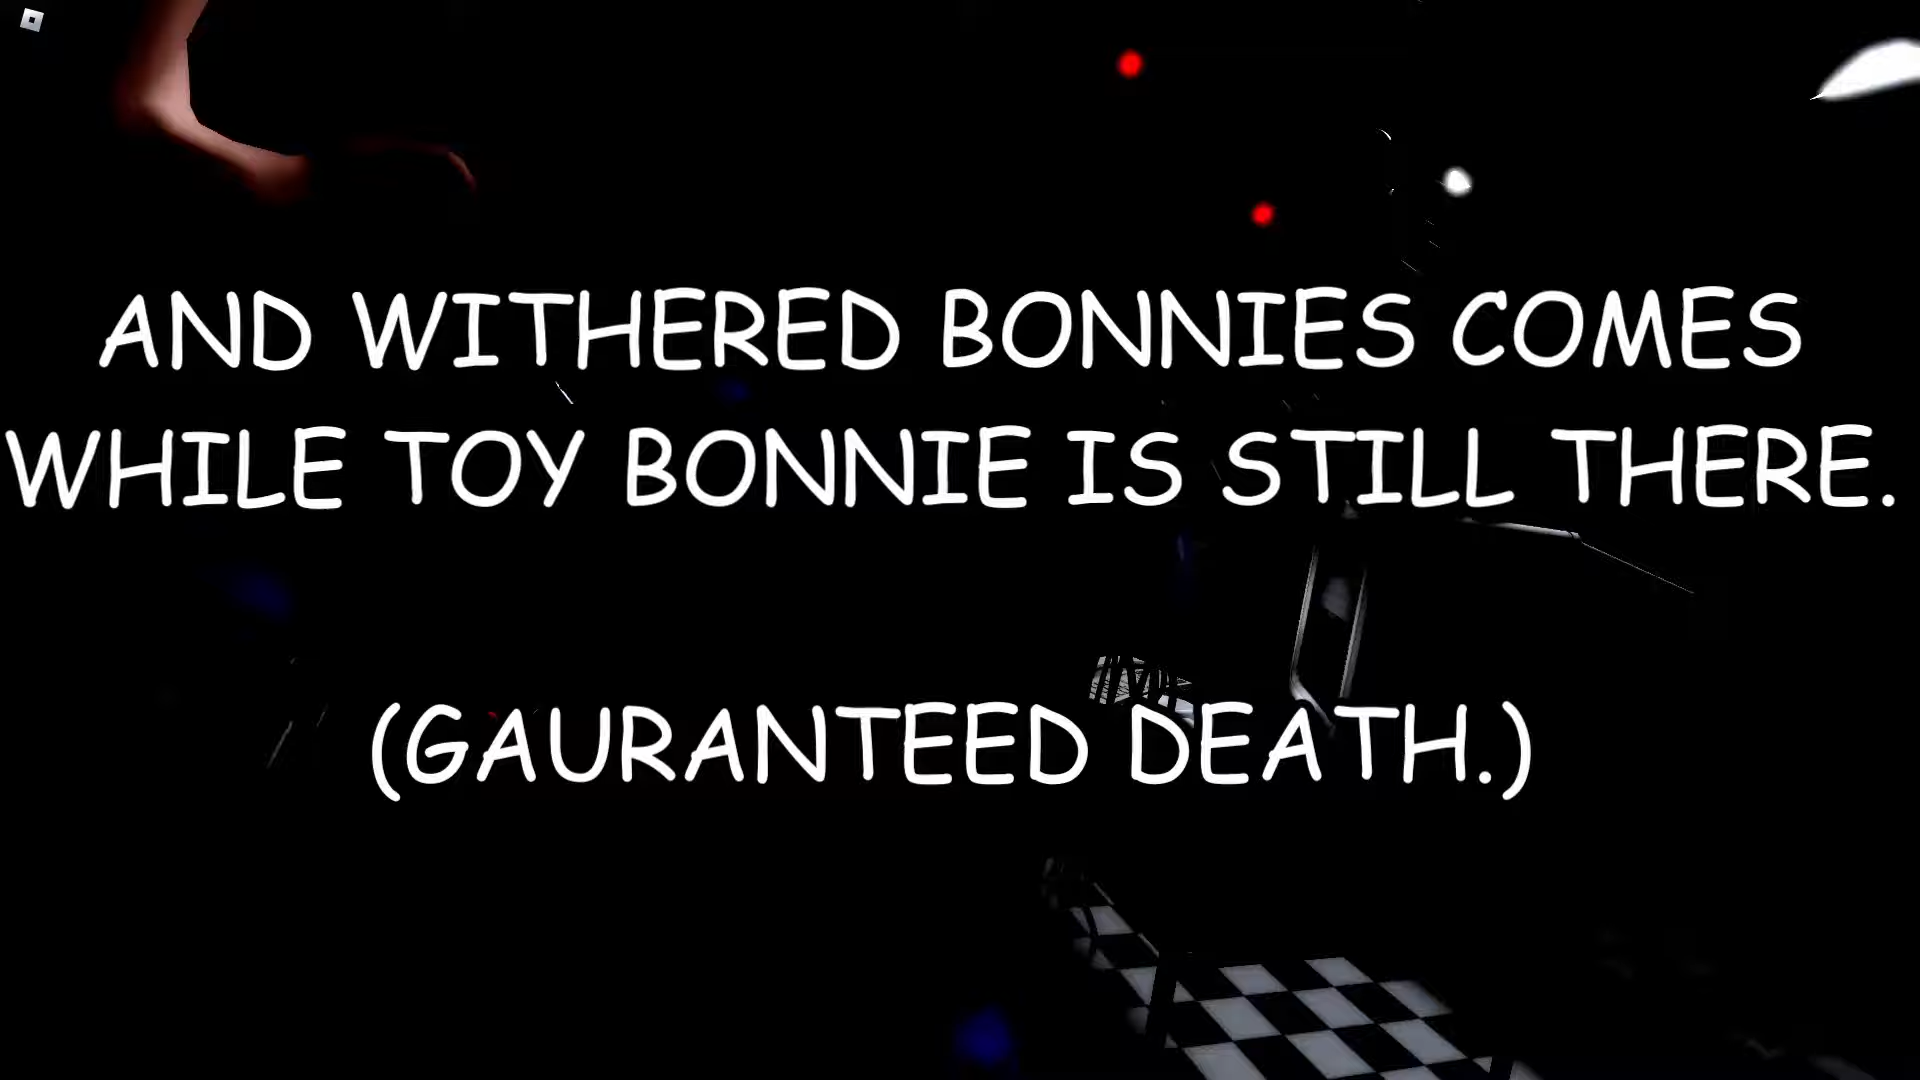 AND WITHERED BONNIES COMES
WHILE TOY BONNIE IS STILL THERE.
(GAURANTEED DEATH.)